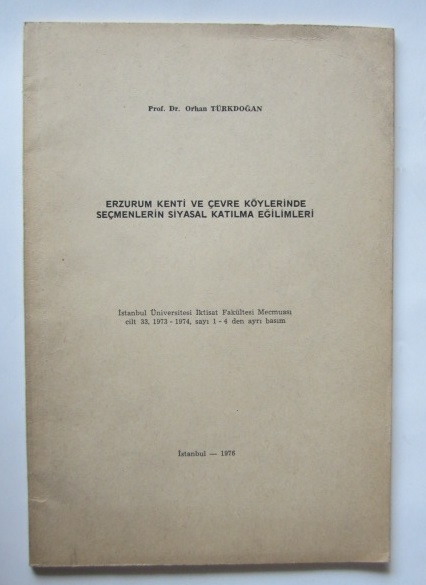 Prof. Dr. Orhan TÜRKDOĞAN
ERZURUM KENTİ VE ÇEVRE KÖYLERİNDE
SEÇMENLERİN SİYASAL KATILMA EĞİLİMLERİ
İstanbul Üniversitesi İktisat Fakültesi Mecmuası
cilt 33, 1973 - 1974, sayı 1 - 4 den ayrı basım
İstanbul — 1976